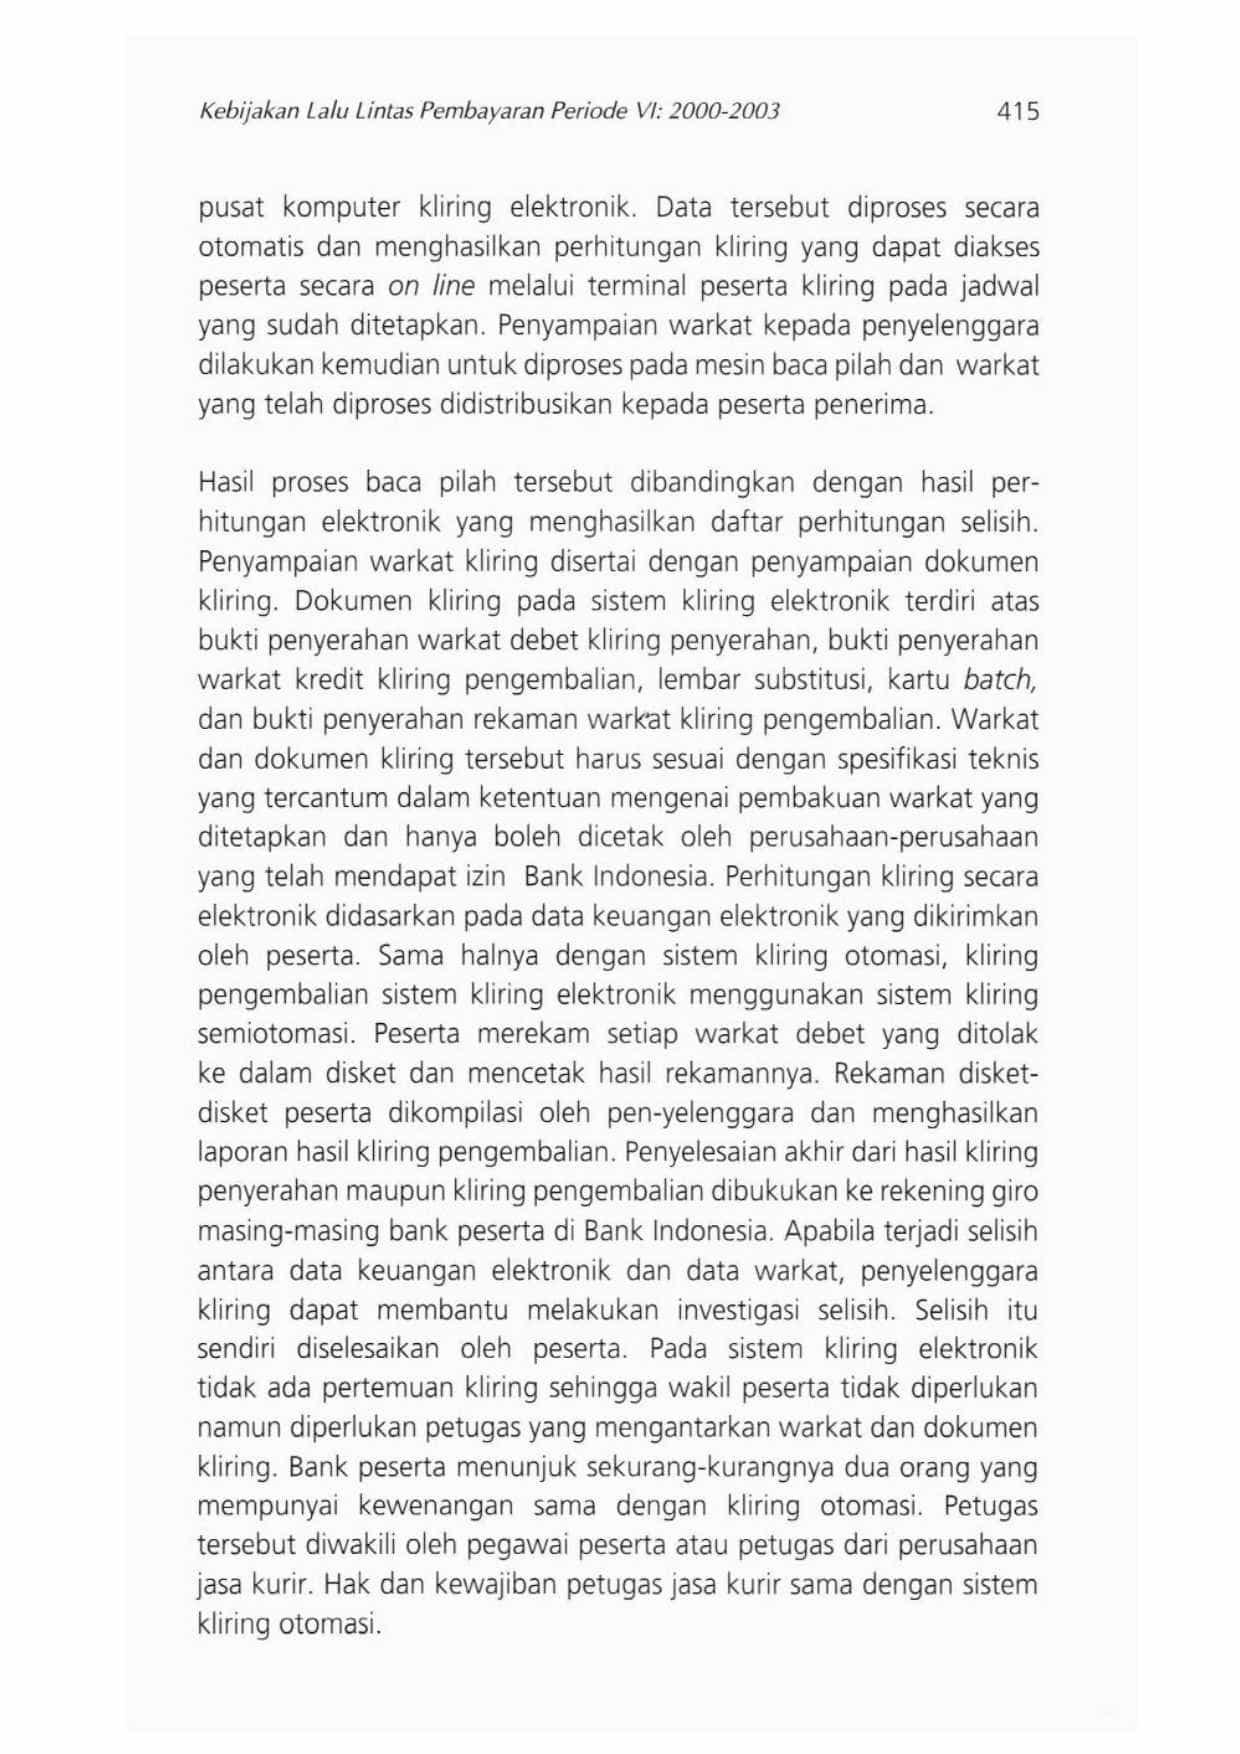 Kebijakan Lalu Lintas Pembayaran Periode VI: 2000-2003 415
pusat komputer kliring elektronik. Data tersebut diproses secara
otomatis dan menghasilkan perhitungan kliring yang dapat diakses
peserta secara on line melalui terminal peserta kliring pada jadwal
yang sudah ditetapkan. Penyampaian warkat kepada penyelenggara
dilakukan kemudian untuk diproses pada mesin baca pilah dan warkat
yang telah diproses didistribusikan kepada peserta penerima.
Hasil proses baca pilah tersebut dibandingkan dengan hasil per-
hitungan elektronik yang menghasilkan daftar perhitungan selisih.
Penyampaian warkat kliring disertai dengan penyampaian dokumen
kliring. Dokumen kliring pada sistem kliring elektronik terdiri atas
bukti penyerahan warkat debet kliring penyerahan, bukti penyerahan
warkat kredit kliring pengembalian, lembar substitusi, kartu batch,
dan bukti penyerahan rekaman warkat kliring pengembalian. Warkat
dan dokumen kliring tersebut harus sesuai dengan spesifikasi teknis
yang tercantum dalam ketentuan mengenai pembakuan warkat yang
ditetapkan dan hanya boleh dicetak oleh perusahaan-perusahaan
yang telah mendapat izin Bank Indonesia. Perhitungan kliring secara
elektronik didasarkan pada data keuangan elektronik yang dikirimkan
oleh peserta. Sama halnya dengan sistem kliring otomasi, kliring
pengembalian sistem kliring elektronik menggunakan sistem kliring
semiotomasi. Peserta merekam setiap warkat debet yang ditolak
ke dalam disket dan mencetak hasil rekamannya. Rekaman disket-
disket peserta dikompilasi oleh pen-yelenggara dan menghasilkan
laporan hasil kliring pengembalian. Penyelesaian akhir dari hasil kliring
penyerahan maupun kliring pengembalian dibukukan ke rekening giro
masing-masing bank peserta di Bank Indonesia. Apabila terjadi selisih
antara data keuangan elektronik dan data warkat, penyelenggara
kliring dapat membantu melakukan investigasi selisih. Selisih itu
sendiri diselesaikan oleh peserta. Pada sistem kliring elektronik
tidak ada pertemuan kliring sehingga wakil peserta tidak diperlukan
namun diperlukan petugas yang mengantarkan warkat dan dokumen
kliring. Bank peserta menunjuk sekurang-kurangnya dua orang yang
mempunyai kewenangan sama dengan kliring otomasi. Petugas
tersebut diwakili oleh pegawai peserta atau petugas dari perusahaan
jasa kurir. Hak dan kewajiban petugas jasa kurir sama dengan sistem
kliring otomasi.